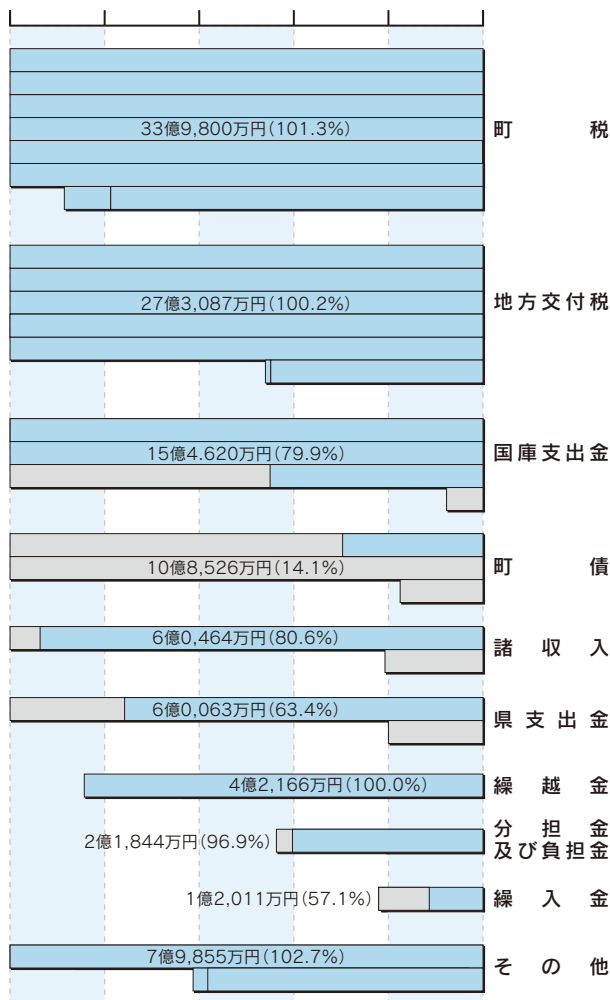 33億9,800万円(101.3%)
町税
27億3,087万円(100.2%)
地方交付税
15億4.620万円(79.9%)
国庫支出金
10億8,526万円(14.1%)
町債
6億0,464万円(80.6%)
諸収入
6億0,063万円(63.4%)
県支出金
4億2,166万円(100.0%)
繰越金
2億1,844万円(96.9%)
分担金
及び負担金
1億2,011万円(57.1%)
繰入金
7億9,855万円(102.7%)
その他